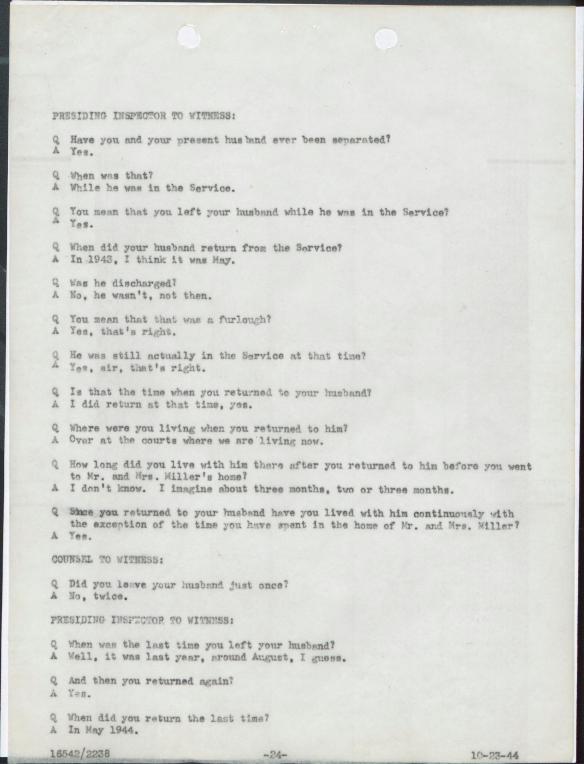 PRESIDING INSPECTOR TO WITNESS:
Q Have you and your present husband ever been separated?
A Yes.
Q When was that?
A While he was in the Service.
Q You mean that you left your husband while he was in the Service?
A Yes.
Q When did your husband return from the Service?
A In 1943, I think it was May.
Q Was he discharged?
A No, he wasn't, not then.
Q You mean that that was a furlough?
A Yes, that's right.
Q He was still actually in the Service at that time?
A Yes, sir, that's right.
Q Is that the time when you returned to your husband?
A I did return at that time, yes.
Q Where were you living when you returned to him?
A Over at the courts where we are living now.
Q How long did you live with him there after you returned to him before you went
to Mr. and Mrs. Miller's home?
A I don't know. I imagine about three months, two or three months.
Q Since you returned to your husband have you lived with him continuously with
the exception of the time you have spent in the home of Mr. and Mrs. Miller?
A Yes.
COUNSEL TO WITNESS:
Q Did you leave your husband just once?
A No, twice.
PRESIDING INSPECTOR TO WITNESS:
Q When was the last time you left your husband?
A Well, it was last year, around August, I guess.
Q And then you returned again?
A Yes.
Q When did you return the last time?
A In May 1944.
16542/2238 -24- 10-23-44